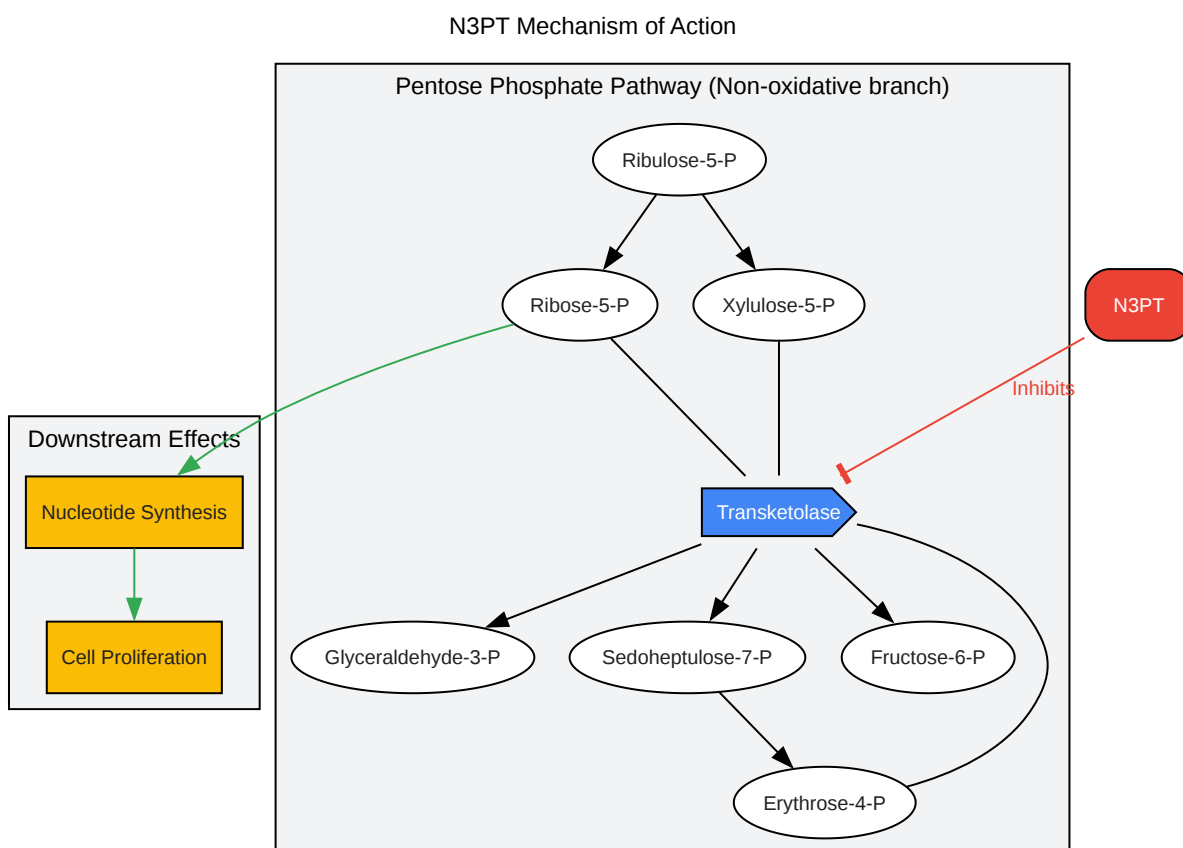 N3PT Mechanism of Action
Pentose Phosphate Pathway (Non-oxidative branch)
Ribulose-5-P
Ribose-5-P
Xylulose-5-P
N3PT
Inhibits
Downstream Effects
Nucleotide Synthesis
Transketolase
Cell Proliferation
Glyceraldehyde-3-P
Sedoheptulose-7-P
Fructose-6-P
Erythrose-4-P